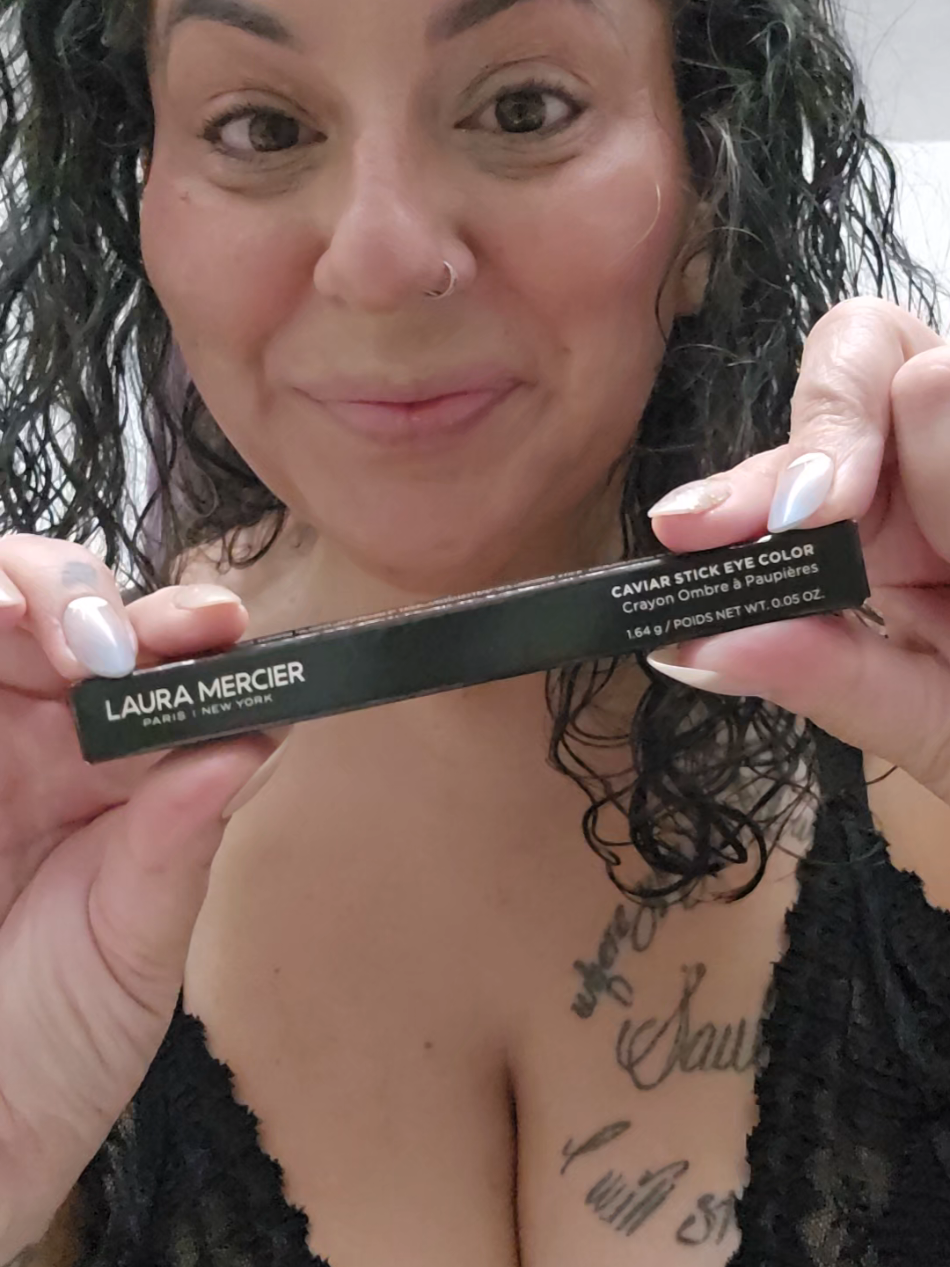 LAURA MERCIER
PARIS | NEW YORK
CAVIAR STICK EYE COLOR
Crayon Ombre à Paupières
1.64 g / POIDS NET WT. 0.05 OZ.
I
will